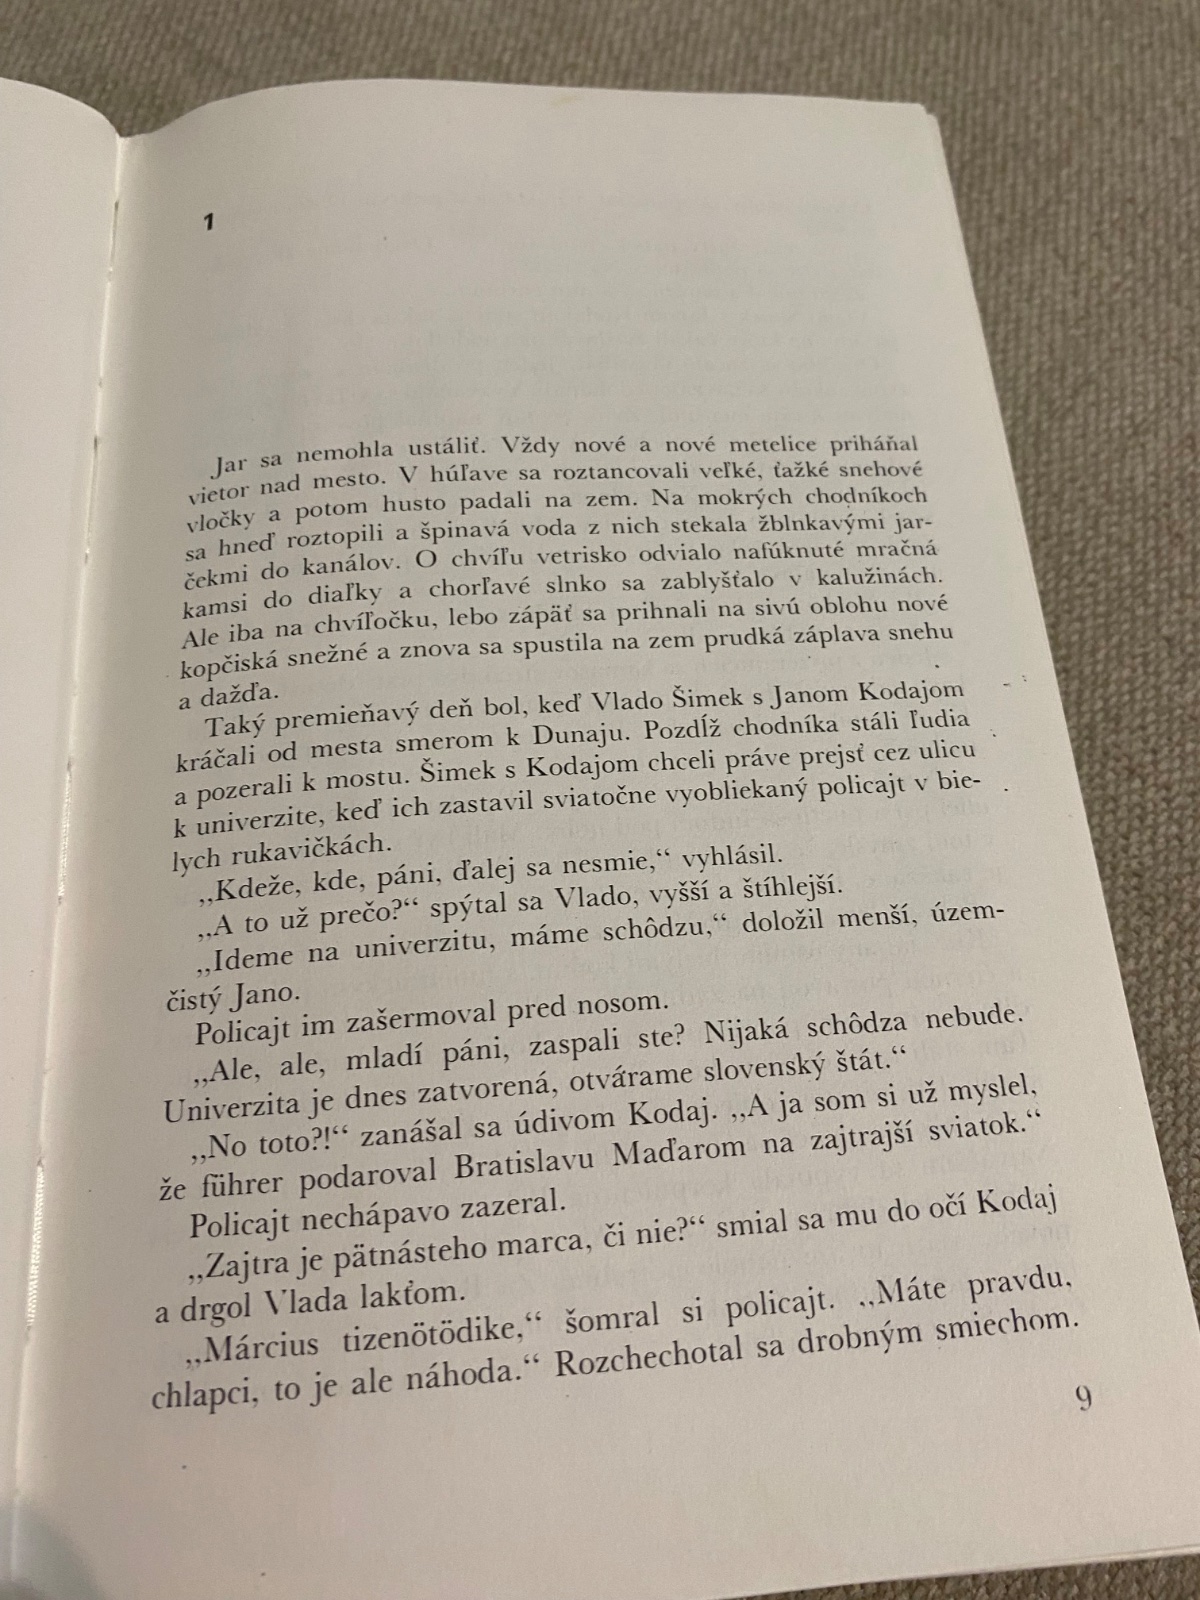 1
Jar sa nemohla ustáliť. Vždy nové a nové metelice priháňal
vietor nad mesto. V húľave sa roztancovali veľké, ťažké snehové
vločky a potom husto padali na zem. Na mokrých chodníkoch
sa hneď roztopili a špinavá voda z nich stekala žblnkavými jar-
čekmi do kanálov. O chvíľu vetrisko odvialo nafúknuté mračná
kamsi do diaľky a chorľavé slnko sa zablyšťalo v kalužinách.
Ale iba na chvíľočku, lebo zápäť sa prihnali na sivú oblohu nové
kopčiská snežné a znova sa spustila na zem prudká záplava snehu
a dažďa.
Taký premieňavý deň bol, keď Vlado Šimek s Janom Kodajom
kráčali od mesta smerom k Dunaju. Pozdĺž chodníka stáli ľudia
a pozerali k mostu. Šimek s Kodajom chceli práve prejsť cez ulicu
k univerzite, keď ich zastavil sviatočne vyobliekaný policajt v bie-
lych rukavičkách.
„Kdeže, kde, páni, ďalej sa nesmie,“ vyhlásil.
„A to už prečo?“ spýtal sa Vlado, vyšší a štíhlejší.
„Ideme na univerzitu, máme schôdzu,“ doložil menší, územ-
čistý Jano.
Policajt im zašermoval pred nosom.
„Ale, ale, mladí páni, zaspali ste? Nijaká schôdza nebude.
Univerzita je dnes zatvorená, otvárame slovenský štát.“
„No toto?!“ zanášal sa údivom Kodaj. „A ja som si už myslel,
že führer podaroval Bratislavu Maďarom na zajtrajší sviatok.“
Policajt nechápavo zazeral.
„Zajtra je pätnásteho marca, či nie?“ smial sa mu do očí Kodaj
a drgol Vlada lakťom.
„Március tizenötödike,“ šomral si policajt. „Máte pravdu,
chlapci, to je ale náhoda.“ Rozchechotal sa drobným smiechom.
9